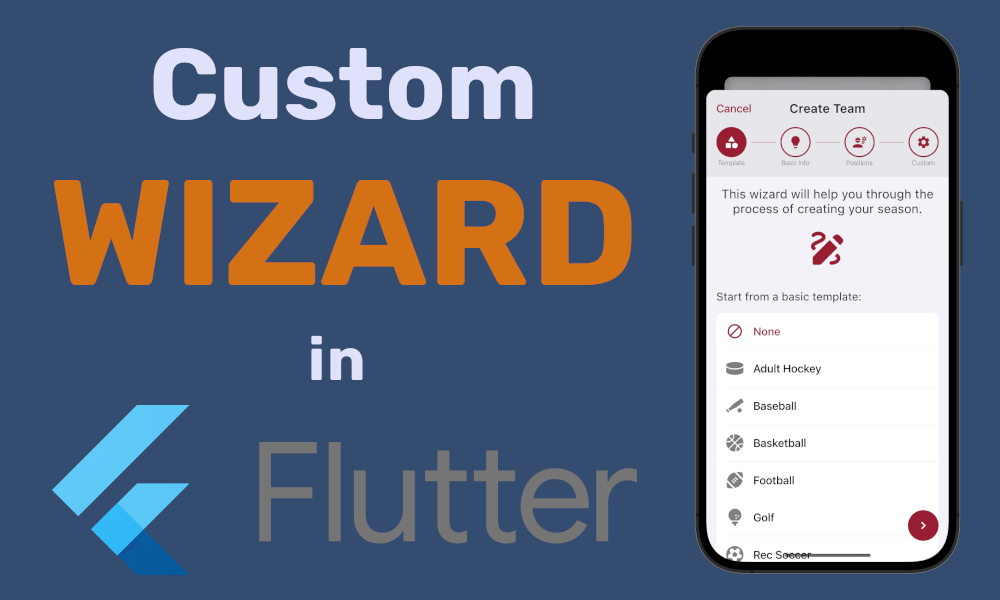 Custom
WIZARD
in
Flutter
Cancel
Create Team
Template
Basic Info
Positions
Custom
This wizard will help you through the
process of creating your season.
Start from a basic template:
None
Adult Hockey
Baseball
Basketball
Football
Golf
Rec Soccer